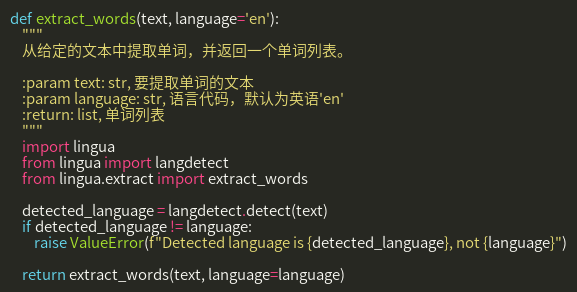 def extract_words(text, language='en'):
"""
从给定的文本中提取单词，并返回一个单词列表。
:param text: str, 要提取单词的文本
:param language: str, 语言代码，默认为英语'en'
:return: list, 单词列表
"""
import lingua
from lingua import langdetect
from lingua.extract import extract_words
detected_language = langdetect.detect(text)
if detected_language != language:
raise ValueError(f"Detected language is {detected_language}, not {language}")
return extract_words(text, language=language)